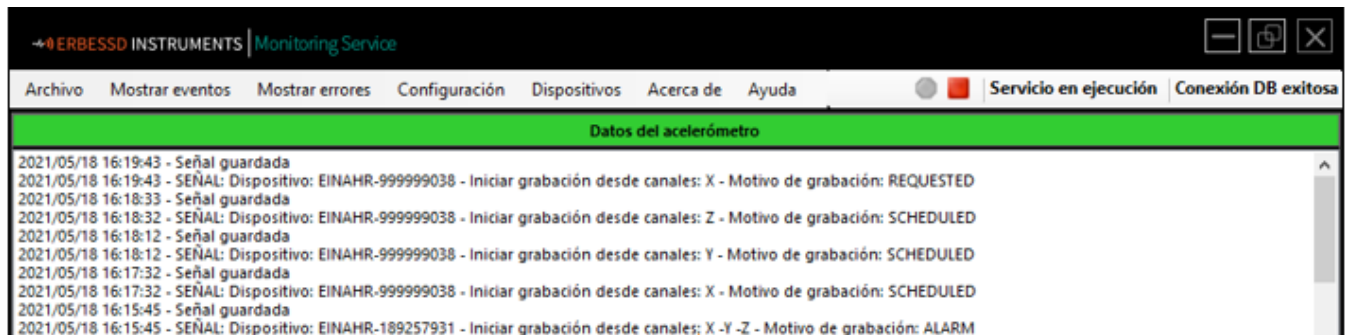 ERBESSD INSTRUMENTS | Monitoring Service
Archivo Mostrar eventos Mostrar errores Configuración Dispositivos Acerca de Ayuda Servicio en ejecución Conexión DB exitosa
Datos del acelerómetro
2021/05/18 16:19:43 - Señal guardada
2021/05/18 16:19:43 - SEÑAL: Dispositivo: EINAHR-999999038 - Iniciar grabación desde canales: X - Motivo de grabación: REQUESTED
2021/05/18 16:18:33 - Señal guardada
2021/05/18 16:18:32 - SEÑAL: Dispositivo: EINAHR-999999038 - Iniciar grabación desde canales: Z - Motivo de grabación: SCHEDULED
2021/05/18 16:18:12 - Señal guardada
2021/05/18 16:18:12 - SEÑAL: Dispositivo: EINAHR-999999038 - Iniciar grabación desde canales: Y - Motivo de grabación: SCHEDULED
2021/05/18 16:17:32 - Señal guardada
2021/05/18 16:17:32 - SEÑAL: Dispositivo: EINAHR-999999038 - Iniciar grabación desde canales: X - Motivo de grabación: SCHEDULED
2021/05/18 16:15:45 - Señal guardada
2021/05/18 16:15:45 - SEÑAL: Dispositivo: EINAHR-189257931 - Iniciar grabación desde canales: X -Y -Z - Motivo de grabación: ALARM